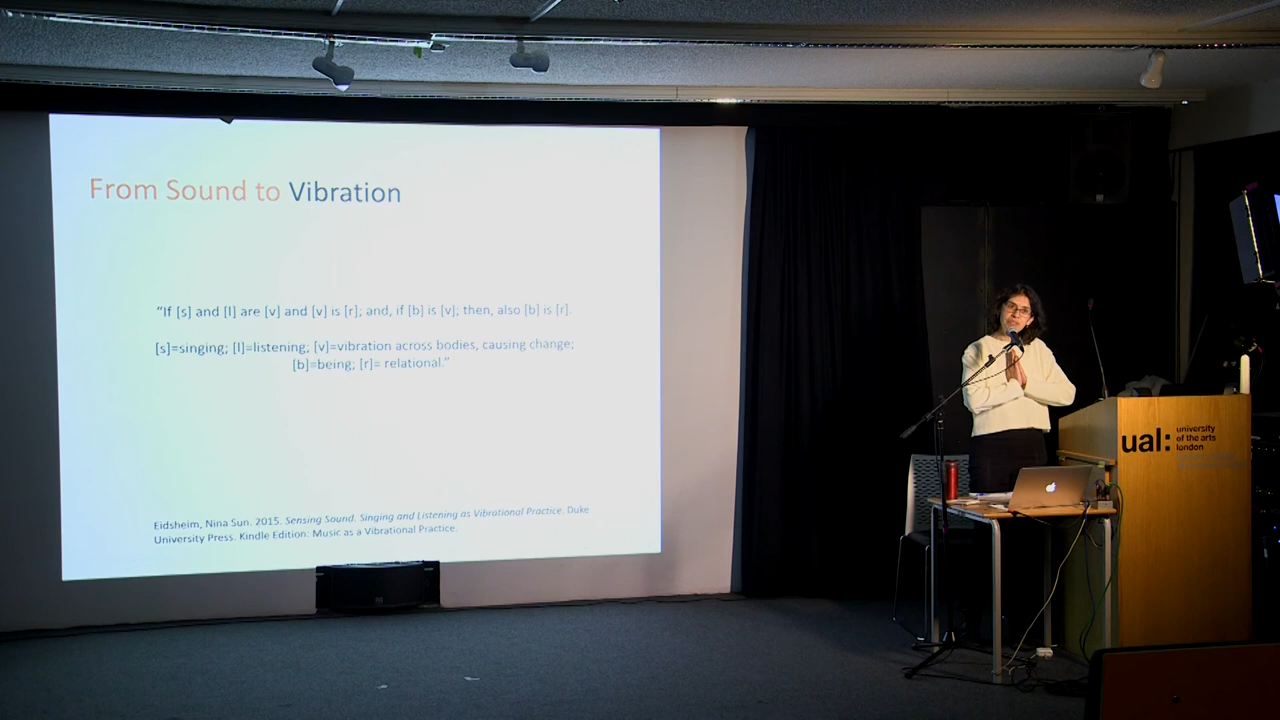 From Sound to Vibration
“If [s] and [l] are [v] and [v] is [r]; and, if [b] is [v]; then, also [b] is [r].
[s]=singing; [l]=listening; [v]=vibration across bodies, causing change;
[b]=being; [r]= relational.”
Eidsheim, Nina Sun. 2015. Sensing Sound. Singing and Listening as Vibrational Practice. Duke
University Press. Kindle Edition: Music as a Vibrational Practice.
ual: university
of the arts
london